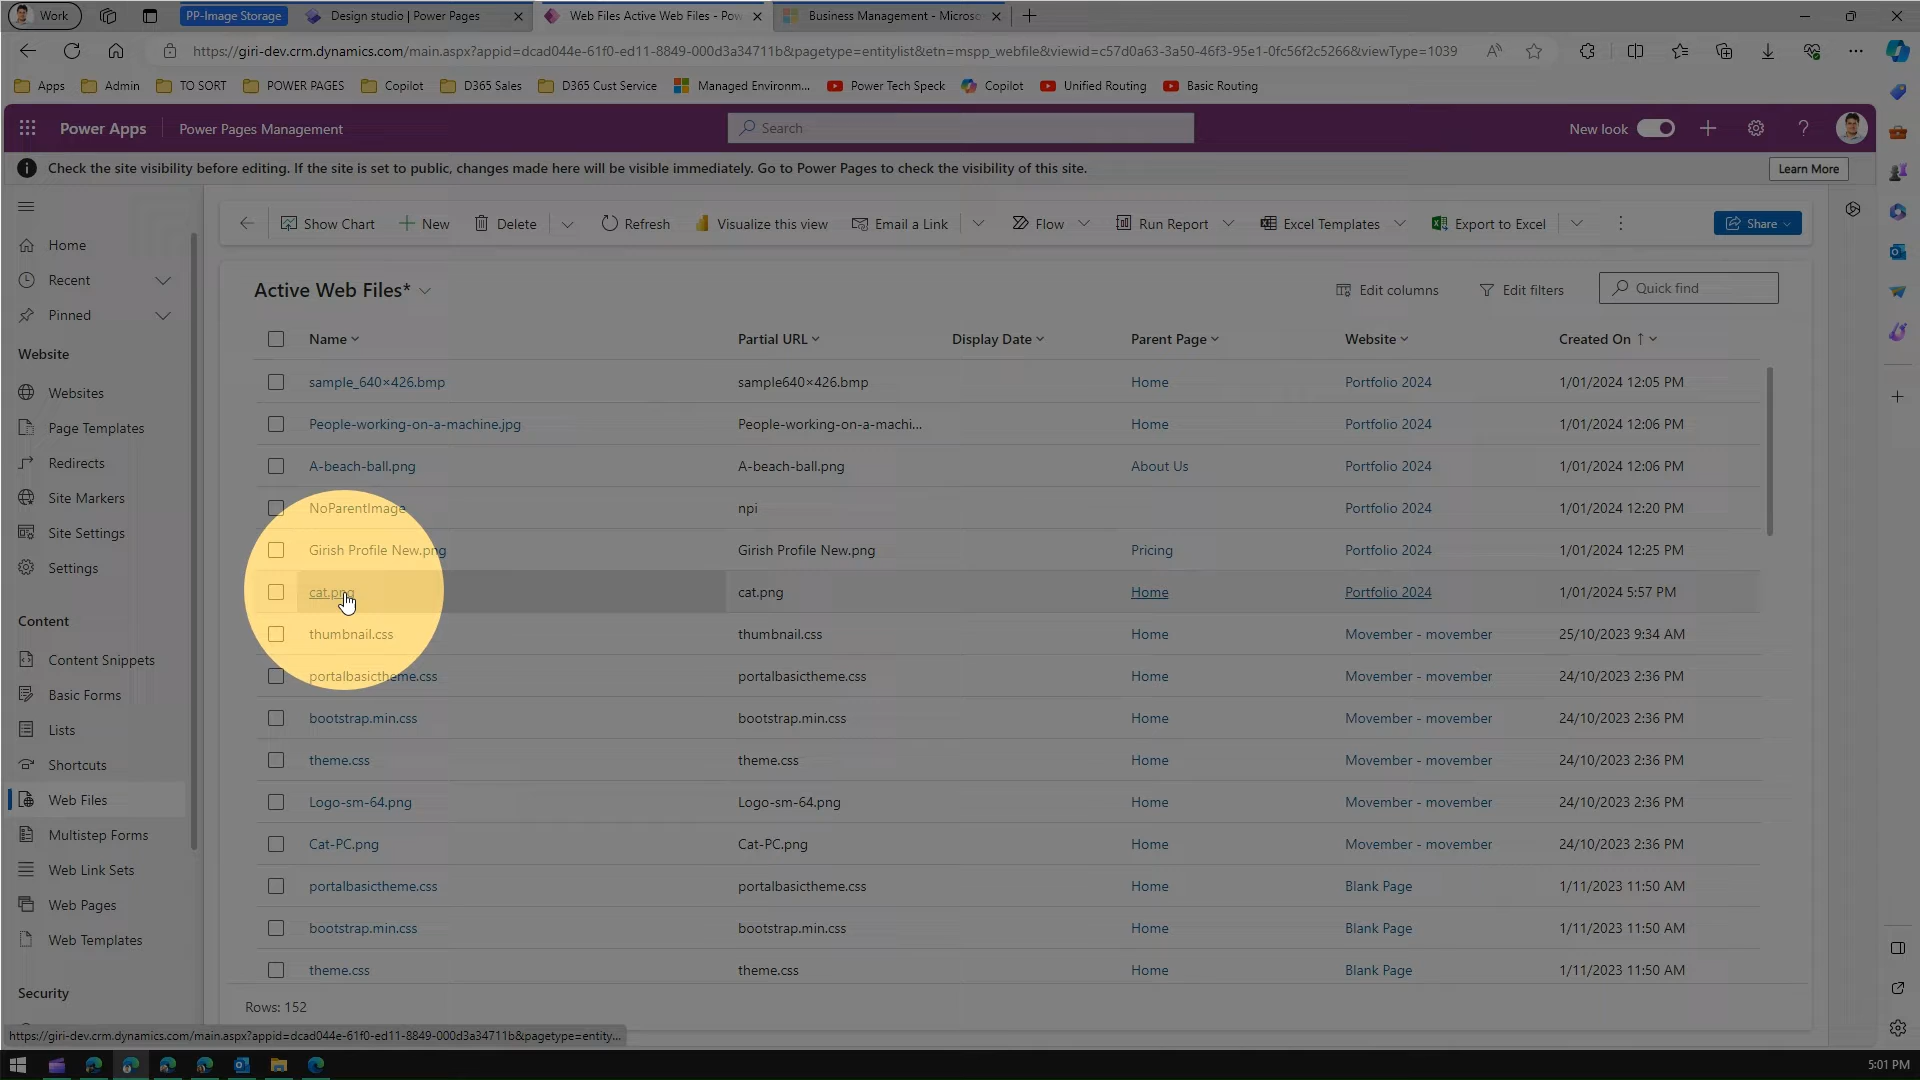 Work
PP-Image Storage
Design studio | Power Pages
Web Files Active Web Files - Pow
Business Management - Microso
https://giri-dev.crm.dynamics.com/main.aspx?appid=dcad044e-61f0-ed11-8849-000d3a34711b&pagetype=entitylist&etn=mspp_webfile&viewid=c57d0a63-3a50-46f3-95e1-0fc56f2c5266&viewType=1039
Apps
Admin
TO SORT
POWER PAGES
Copilot
D365 Sales
D365 Cust Service
Managed Environm...
Power Tech Speck
Copilot
Unified Routing
Basic Routing
Power Apps
Power Pages Management
Search
New look
Check the site visibility before editing. If the site is set to public, changes made here will be visible immediately. Go to Power Pages to check the visibility of this site.
Learn More
Show Chart
New
Delete
Refresh
Visualize this view
Email a Link
Flow
Run Report
Excel Templates
Export to Excel
Share
Home
Recent
Pinned
Website
Websites
Page Templates
Redirects
Site Markers
Site Settings
Settings
Content
Content Snippets
Basic Forms
Lists
Shortcuts
Web Files
Multistep Forms
Web Link Sets
Web Pages
Web Templates
Security
Active Web Files*
Edit columns
Edit filters
Quick find
Name Partial URL Display Date Parent Page Website Created On ↑
sample_640×426.bmp sample640×426.bmp Home Portfolio 2024 1/01/2024 12:05 PM
People-working-on-a-machine.jpg People-working-on-a-machi... Home Portfolio 2024 1/01/2024 12:06 PM
A-beach-ball.png A-beach-ball.png About Us Portfolio 2024 1/01/2024 12:06 PM
NoParentImage npi Portfolio 2024 1/01/2024 12:20 PM
Girish Profile New.png Girish Profile New.png Pricing Portfolio 2024 1/01/2024 12:25 PM
cat.png cat.png Home Portfolio 2024 1/01/2024 5:57 PM
thumbnail.css thumbnail.css Home Movember - movember 25/10/2023 9:34 AM
portalbasictheme.css portalbasictheme.css Home Movember - movember 24/10/2023 2:36 PM
bootstrap.min.css bootstrap.min.css Home Movember - movember 24/10/2023 2:36 PM
theme.css theme.css Home Movember - movember 24/10/2023 2:36 PM
Logo-sm-64.png Logo-sm-64.png Home Movember - movember 24/10/2023 2:36 PM
Cat-PC.png Cat-PC.png Home Movember - movember 24/10/2023 2:36 PM
portalbasictheme.css portalbasictheme.css Home Blank Page 1/11/2023 11:50 AM
bootstrap.min.css bootstrap.min.css Home Blank Page 1/11/2023 11:50 AM
theme.css theme.css Home Blank Page 1/11/2023 11:50 AM
Rows: 152
https://giri-dev.crm.dynamics.com/main.aspx?appid=dcad044e-61f0-ed11-8849-000d3a34711b&pagetype=entity...
5:01 PM